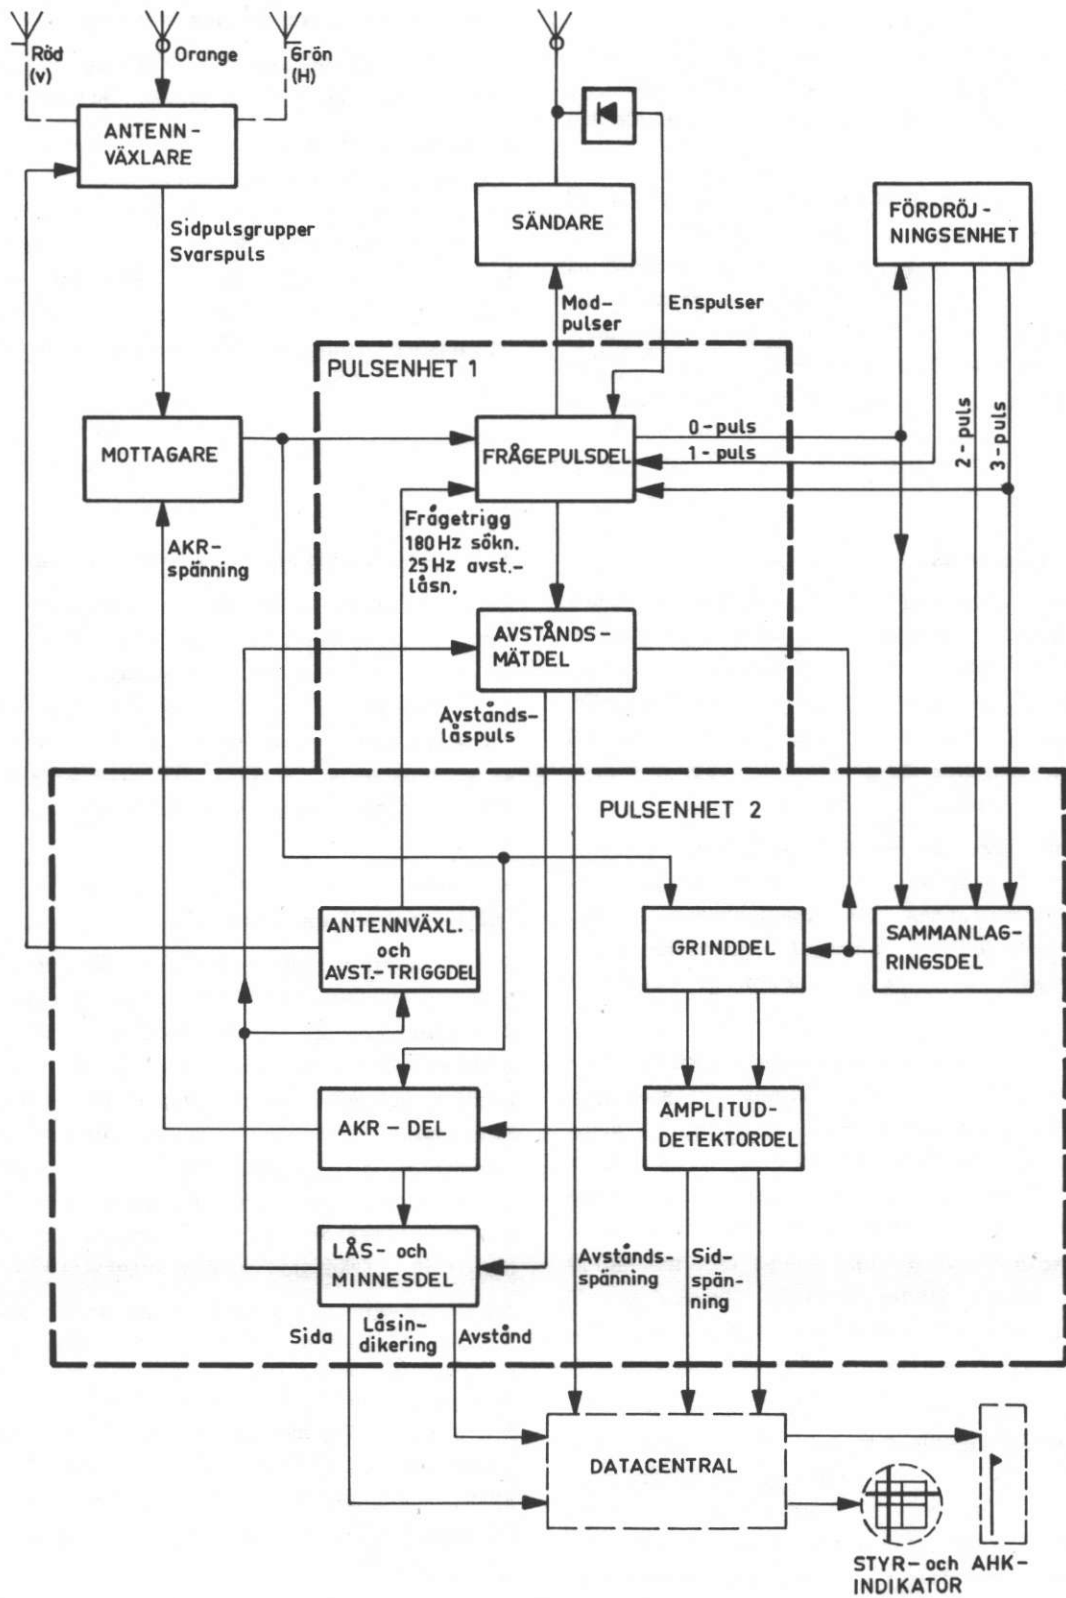 Röd
(v)
Orange
Grön
(H)
ANTENN-
VÄXLARE
SÄNDARE
FÖRDRÖJ-
NINGSENHET
Sidpulsgrupper
Svarspuls
Mod-
pulser
Enspulser
PULSENHET 1
MOTTAGARE
FRÅGEPULSDEL
0-puls
1-puls
2-puls
3-puls
Frågetrigg
180 Hz sökn.
25 Hz avst.-
låsn.
AKR-
spänning
AVSTÅNDS-
MÄTDEL
Avstånds-
låspuls
PULSENHET 2
ANTENNVÄXL.
och
AVST.-TRIGGDEL
GRINDDEL
SAMMANLAG-
RINGSDEL
AKR-DEL
AMPLITUD-
DETEKTORDEL
LÅS- och
MINNESDEL
Avstånds-
spänning
Sid-
spän-
ning
Sida
Låsin-
dikering
Avstånd
DATACENTRAL
STYR- och
INDIKATOR
AHK-